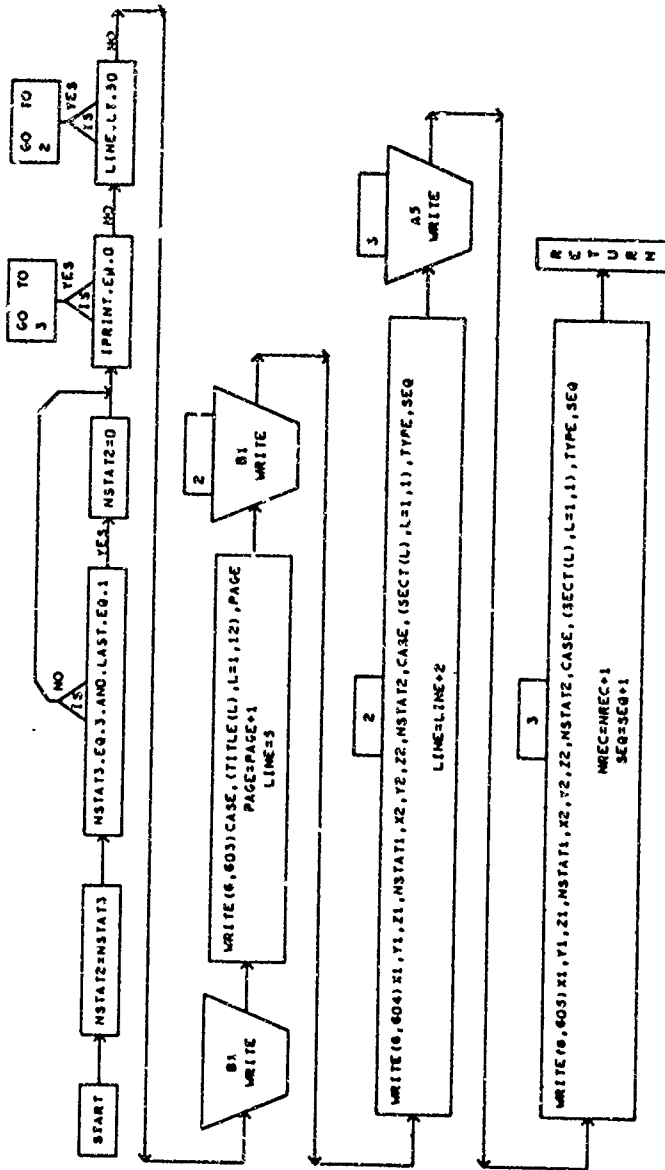 START
NSTAT2=NSTAT3
NSTAT3.EQ.3.AND.LAST.EQ.1
IS
NO
YES
NSTAT2=0
IPRINT.EQ.0
IS
YES
GO TO
3
NO
LINE.LT.50
IS
YES
GO TO
2
NO
B1
WRITE
WRITE(6,603)CASE,(TITLE(L),L=1,12),PAGE
PAGE=PAGE+1
LINE=5
2
B1
WRITE
2
WRITE(6,604)X1,Y1,Z1,NSTAT1,X2,Y2,Z2,NSTAT2,CASE,(SECT(L),L=1,1),TYPE,SEQ
LINE=LINE+2
3
A5
WRITE
3
WRITE(8,605)X1,Y1,Z1,NSTAT1,X2,Y2,Z2,NSTAT2,CASE,(SECT(L),L=1,1),TYPE,SEQ
NREC=NREC+1
SEQ=SEQ+1
RETURN